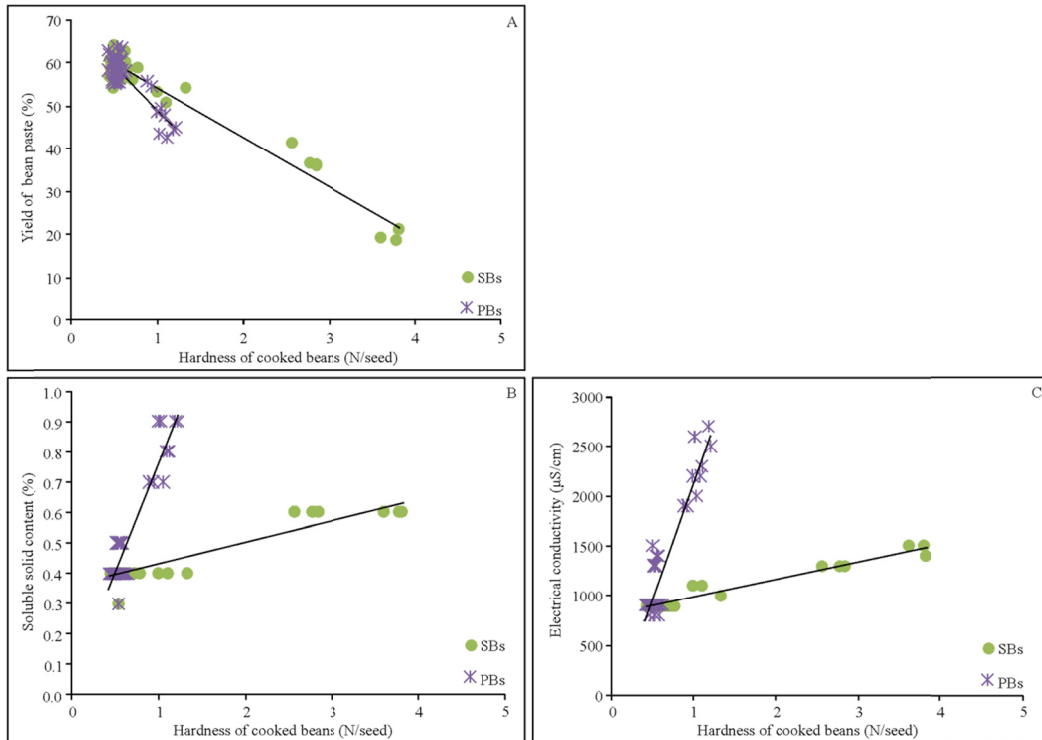 A
70
60
50
40
30
20
10
0
Yield of bean paste (%)
0 1 2 3 4 5
Hardness of cooked beans (N/seed)
SBs
PBs
B
1.0
0.9
0.8
0.7
0.6
0.5
0.4
0.3
0.2
0.1
0.0
Soluble solid content (%)
0 1 2 3 4 5
Hardness of cooked beans (N/seed)
SBs
PBs
C
3000
2500
2000
1500
1000
500
0
Electrical conductivity (µS/cm)
0 1 2 3 4 5
Hardness of cooked beans (N/seed)
SBs
PBs